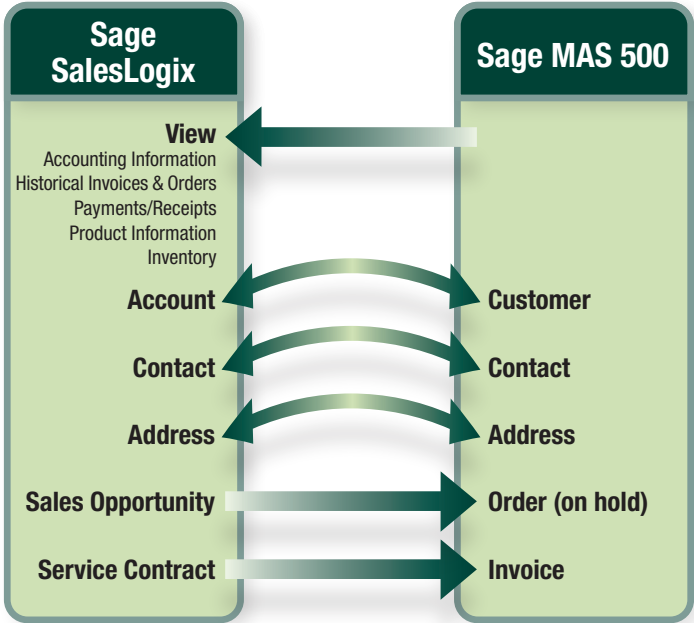 Sage
SalesLogix
Sage MAS 500
View
Accounting Information
Historical Invoices & Orders
Payments/Receipts
Product Information
Inventory
Account
Customer
Contact
Contact
Address
Address
Sales Opportunity
Order (on hold)
Service Contract
Invoice